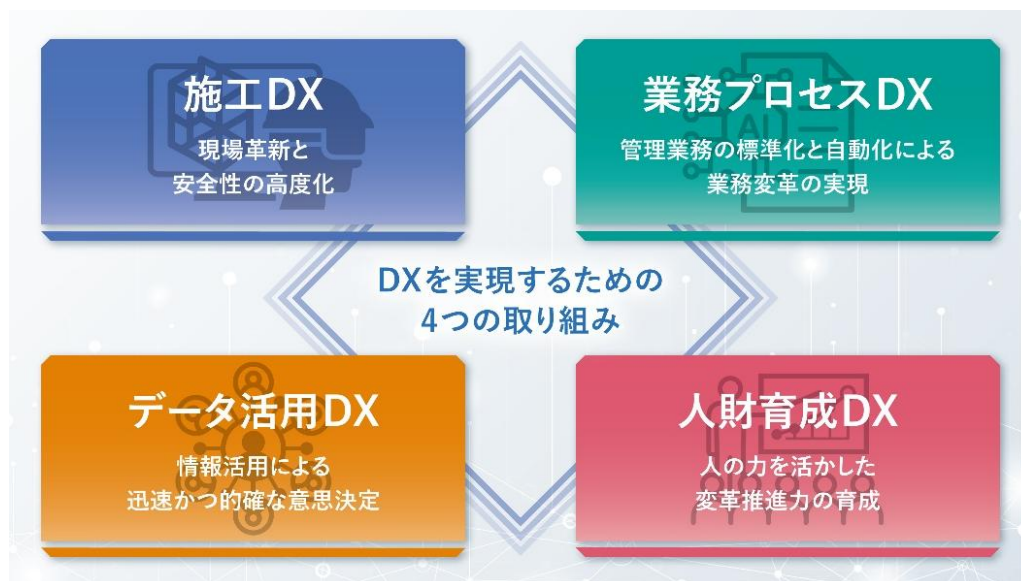 施工DX
現場革新と
安全性の高度化
業務プロセスDX
AI
管理業務の標準化と自動化による
業務変革の実現
DXを実現するための
4つの取り組み
データ活用DX
情報活用による
迅速かつ的確な意思決定
人財育成DX
人の力を活かした
変革推進力の育成